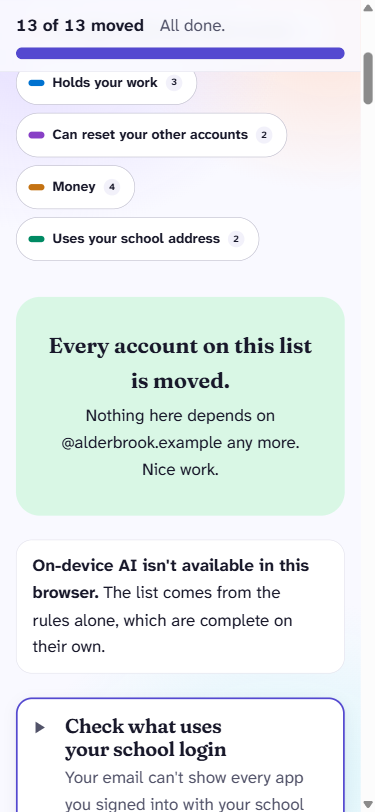 13 of 13 moved All done.
Holds your work 3
Can reset your other accounts 2
Money 4
Uses your school address 2
Every account on this list
is moved.
Nothing here depends on
@alderbrook.example any more.
Nice work.
On-device AI isn't available in this
browser. The list comes from the
rules alone, which are complete on
their own.
Check what uses
your school login
Your email can't show every app
you signed into with your school